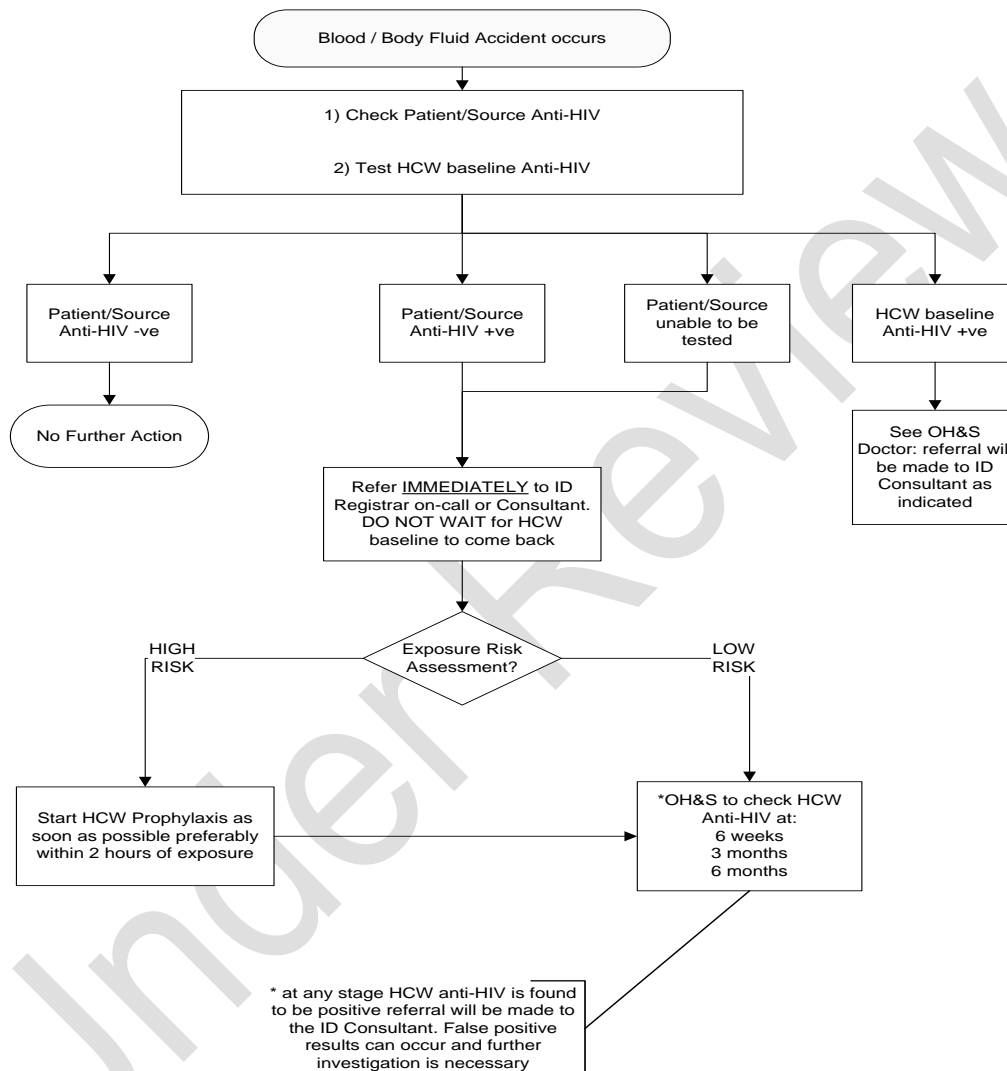 Blood / Body Fluid Accident occurs
1) Check Patient/Source Anti-HIV
2) Test HCW baseline Anti-HIV
Patient/Source
Anti-HIV -ve
Patient/Source
Anti-HIV +ve
Patient/Source
unable to be
tested
HCW baseline
Anti-HIV +ve
No Further Action
See OH&S
Doctor: referral will
be made to ID
Consultant as
indicated
Refer IMMEDIATELY to ID
Registrar on-call or Consultant.
DO NOT WAIT for HCW
baseline to come back
Exposure Risk
Assessment?
HIGH
RISK
LOW
RISK
Start HCW Prophylaxis as
soon as possible preferably
within 2 hours of exposure
*OH&S to check HCW
Anti-HIV at:
6 weeks
3 months
6 months
* at any stage HCW anti-HIV is found
to be positive referral will be made to
the ID Consultant. False positive
results can occur and further
investigation is necessary
Under Review